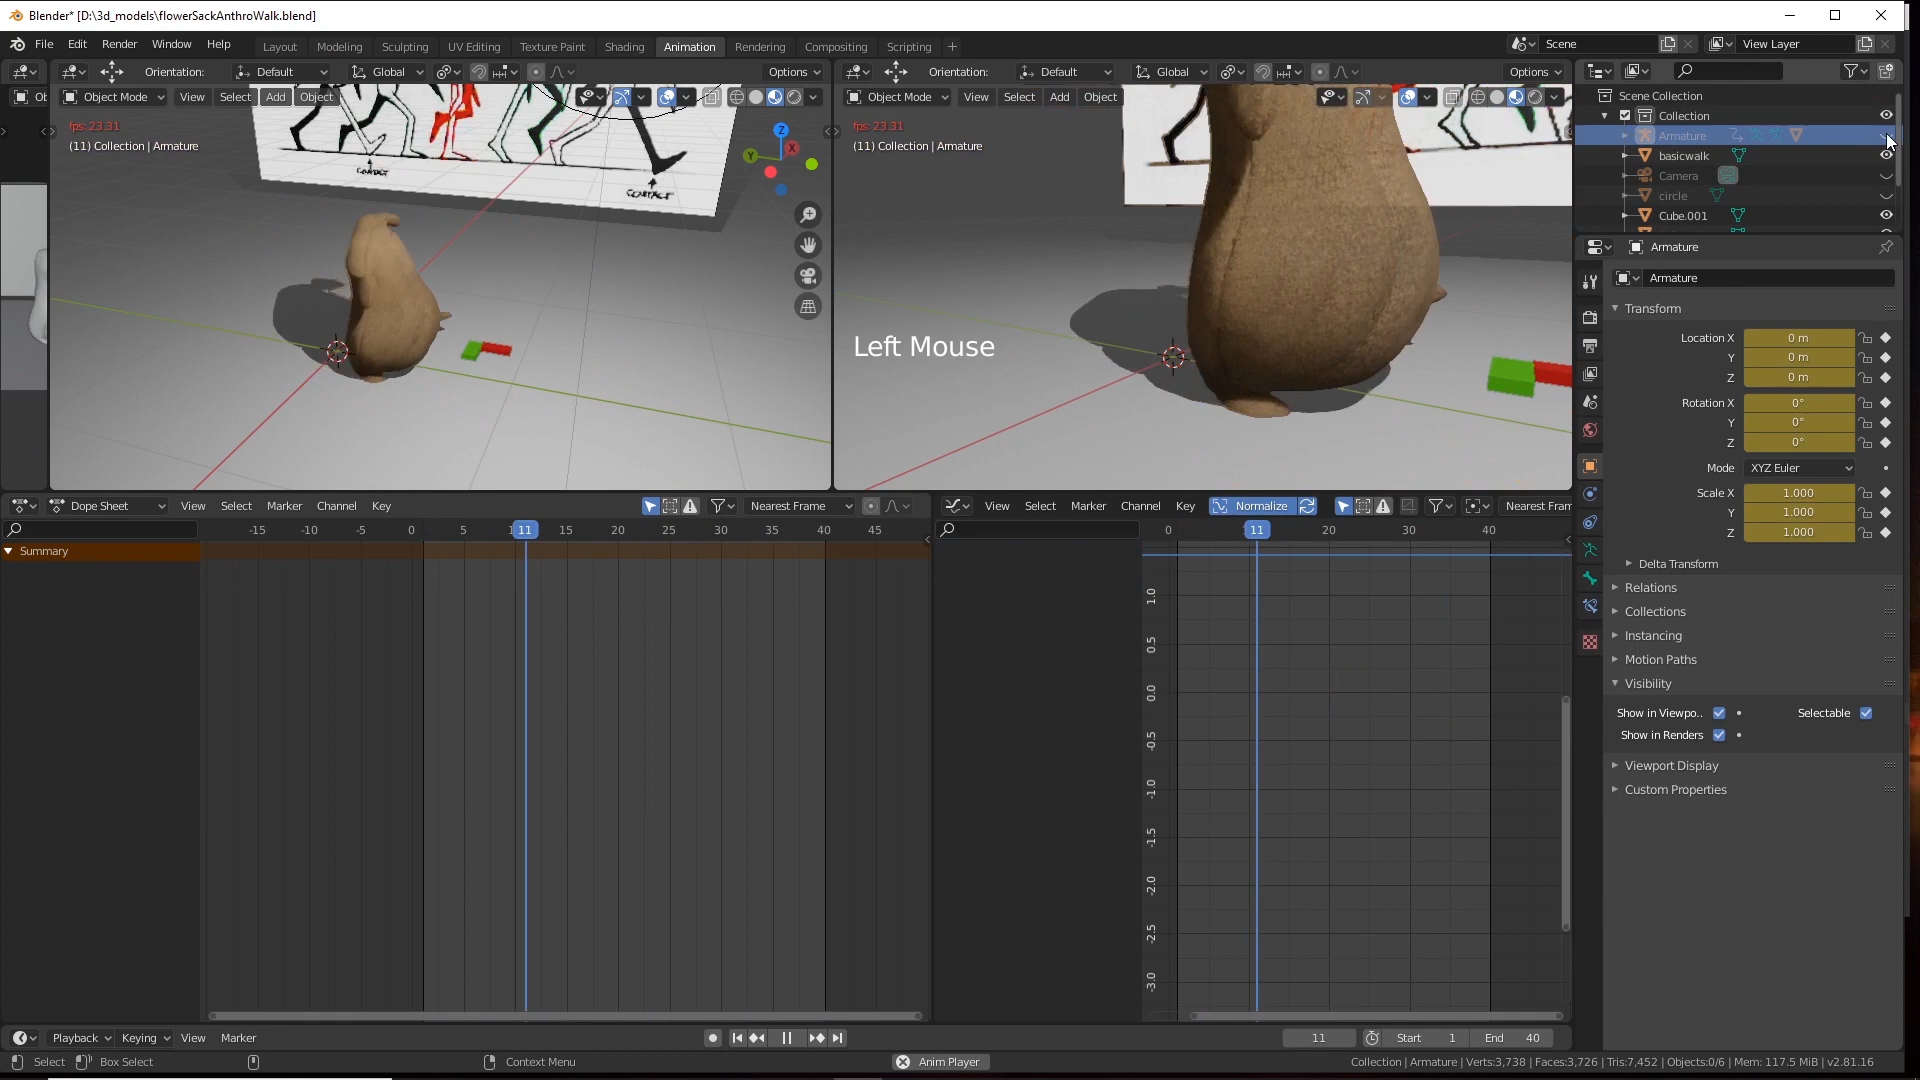 Blender* [D:\3d_models\flowerSackAnthroWalk.blend]
File Edit Render Window Help Layout Modeling Sculpting UV Editing Texture Paint Shading Animation Rendering Compositing Scripting + Scene View Layer
Orientation: Default Global Options Orientation: Default Global Options
Ob Object Mode View Select Add Object Object Mode View Select Add Object
Scene Collection
Collection
Armature
basicwalk
Camera
circle
Cube.001
fps: 23.31
(11) Collection | Armature
Z
X
Y
CONTACT
CONTACT
fps: 23.31
(11) Collection | Armature
Left Mouse
Armature
Armature
Transform
Location X 0 m
Y 0 m
Z 0 m
Rotation X 0°
Y 0°
Z 0°
Mode XYZ Euler
Scale X 1.000
Y 1.000
Z 1.000
Delta Transform
Relations
Collections
Instancing
Motion Paths
Visibility
Show in Viewpo.. Selectable
Show in Renders
Viewport Display
Custom Properties
Dope Sheet View Select Marker Channel Key Nearest Frame
-15 -10 -5 0 5 11 15 20 25 30 35 40 45
Summary
View Select Marker Channel Key Normalize Nearest Fram
0 11 20 30 40
1.0
0.5
0.0
-0.5
-1.0
-1.5
-2.0
-2.5
-3.0
Playback Keying View Marker 11 Start 1 End 40
Select Box Select Context Menu Anim Player Collection | Armature | Verts:3,738 | Faces:3,726 | Tris:7,452 | Objects:0/6 | Mem: 117.5 MiB | v2.81.16